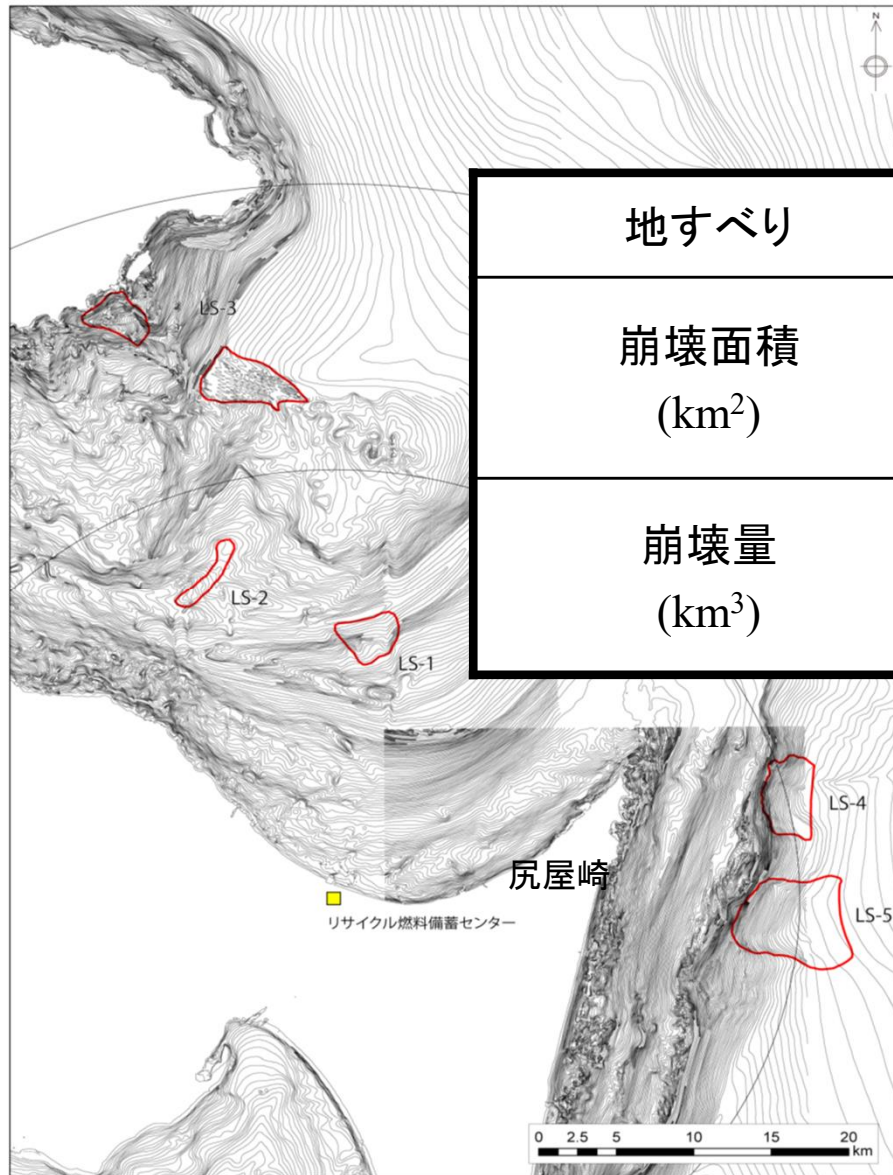 N
地すべり
LS-3
崩壊面積
(km²)
崩壊量
(km³)
LS-2
LS-1
LS-4
尻屋崎
LS-5
リサイクル燃料備蓄センター
0 2.5 5 10 15 20
km